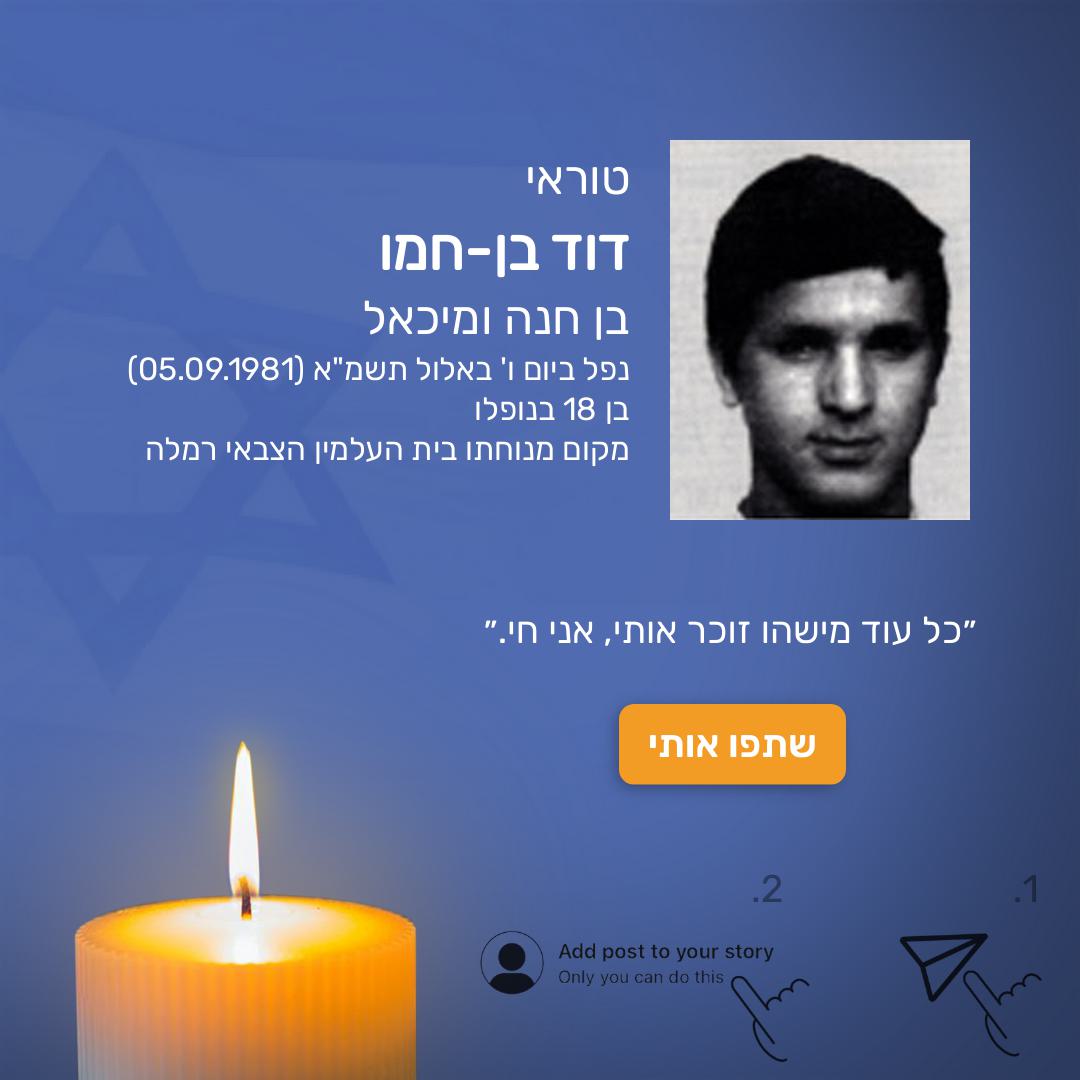 טוראי
דוד בן-חמו
בן חנה ומיכאל
נפל ביום ו' באלול תשמ"א (05.09.1981)
בן 18 בנופלו
מקום מנוחתו בית העלמין הצבאי רמלה
״כל עוד מישהו זוכר אותי, אני חי.״
שתפו אותי
1.
2.
Add post to your story
Only you can do this